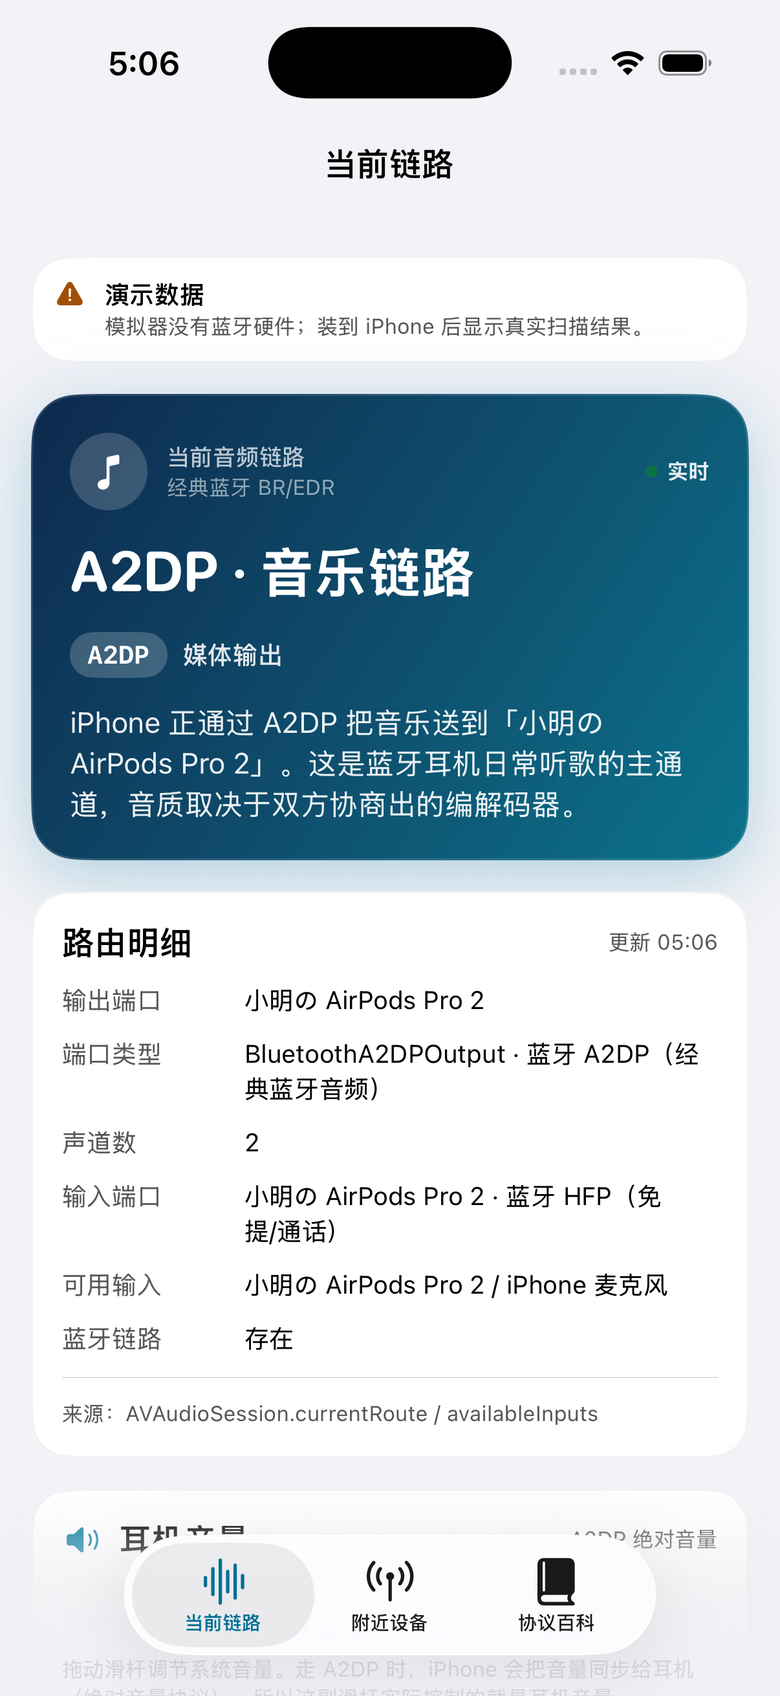 5:06
当前链路
演示数据
模拟器没有蓝牙硬件；装到 iPhone 后显示真实扫描结果。
当前音频链路
经典蓝牙 BR/EDR
实时
A2DP · 音乐链路
A2DP 媒体输出
iPhone 正通过 A2DP 把音乐送到「小明の
AirPods Pro 2」。这是蓝牙耳机日常听歌的主通
道，音质取决于双方协商出的编解码器。
路由明细 更新 05:06
输出端口 小明の AirPods Pro 2
端口类型 BluetoothA2DPOutput · 蓝牙 A2DP（经
典蓝牙音频）
声道数 2
输入端口 小明の AirPods Pro 2 · 蓝牙 HFP（免
提/通话）
可用输入 小明の AirPods Pro 2 / iPhone 麦克风
蓝牙链路 存在
来源：AVAudioSession.currentRoute / availableInputs
耳机音量 A2DP 绝对音量
当前链路 附近设备 协议百科
拖动滑杆调节系统音量。走 A2DP 时，iPhone 会把音量同步给耳机